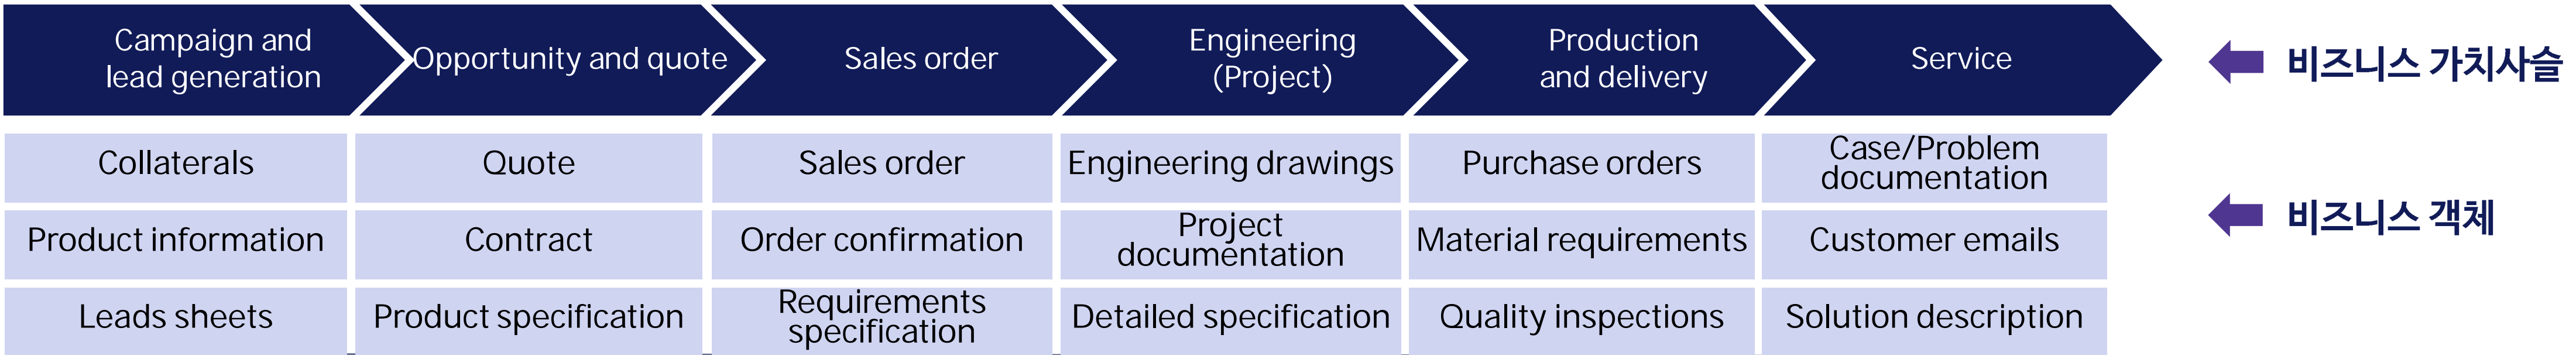 Campaign and
lead generation
Opportunity and quote
Sales order
Engineering
(Project)
Production
and delivery
Service
비즈니스 가치사슬
Collaterals
Quote
Sales order
Engineering drawings
Purchase orders
Case/Problem
documentation
Product information
Contract
Order confirmation
Project
documentation
Material requirements
Customer emails
비즈니스 객체
Leads sheets
Product specification
Requirements
specification
Detailed specification
Quality inspections
Solution description